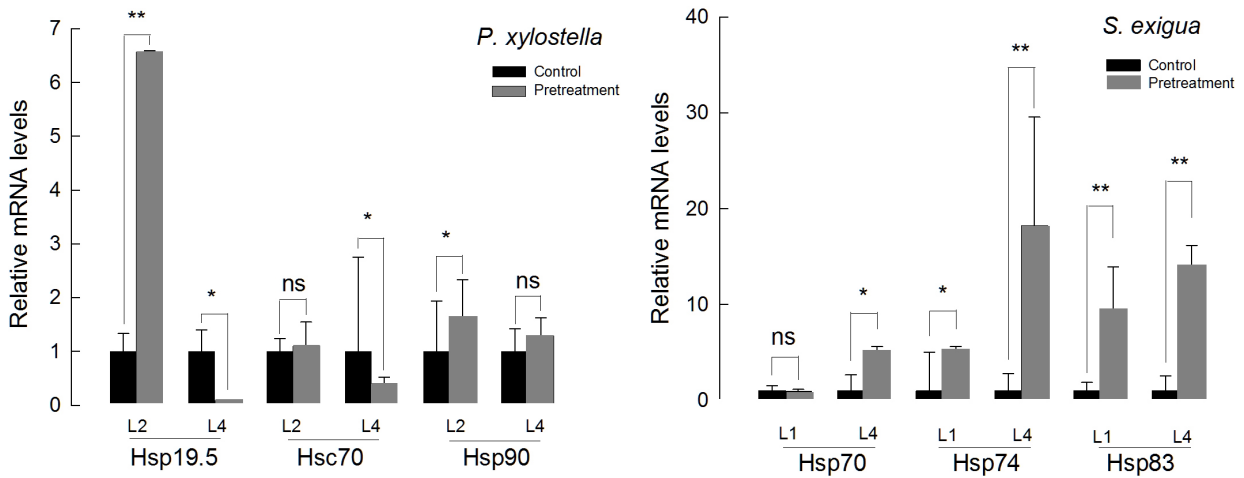 P. xylostella
Control
Pretreatment
Relative mRNA levels
7
6
5
4
3
2
1
0
**
*
ns
*
*
ns
L2 L4 L2 L4 L2 L4
Hsp19.5 Hsc70 Hsp90
S. exigua
Control
Pretreatment
Relative mRNA levels
40
30
20
10
0
ns
*
*
**
**
**
L1 L4 L1 L4 L1 L4
Hsp70 Hsp74 Hsp83